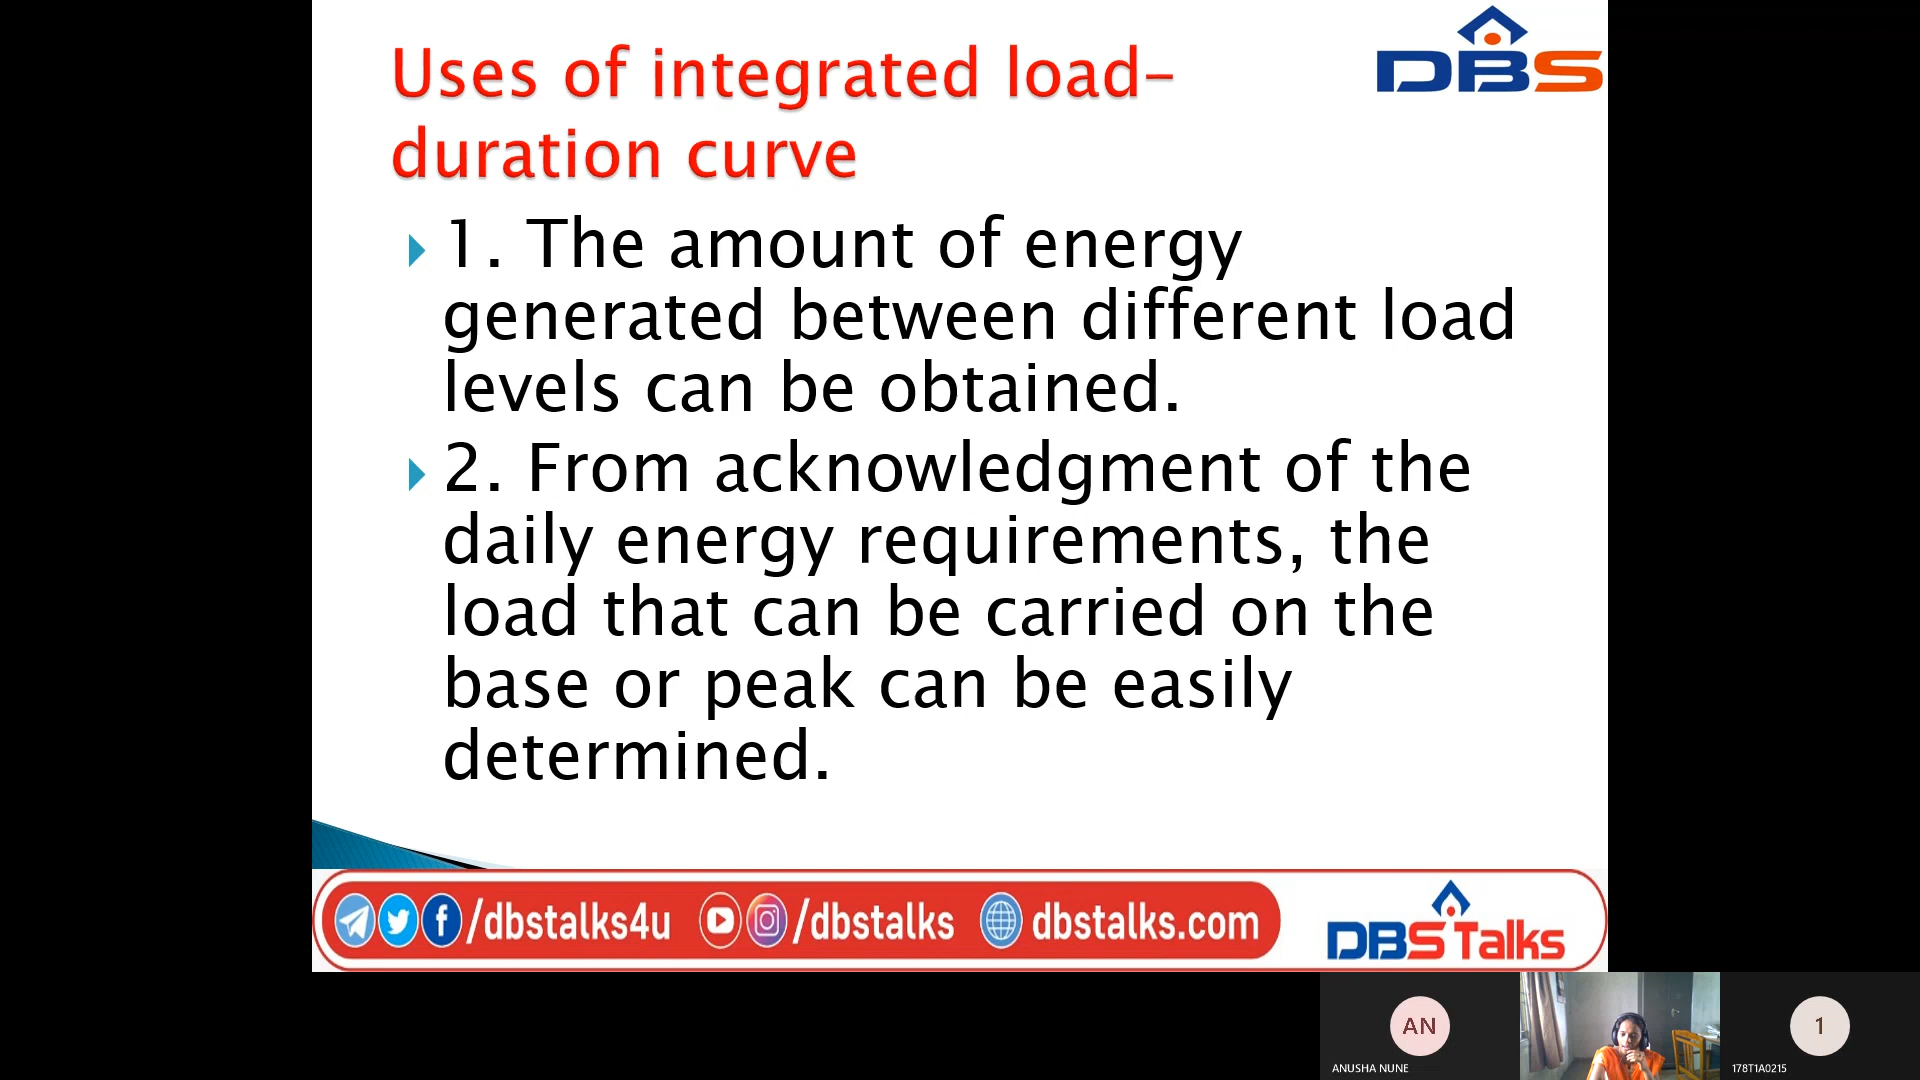 Uses of integrated load-
duration curve
DBS
1. The amount of energy
generated between different load
levels can be obtained.
2. From acknowledgment of the
daily energy requirements, the
load that can be carried on the
base or peak can be easily
determined.
/dbstalks4u /dbstalks dbstalks.com
DBS Talks
AN
ANUSHA NUNE
1
178T1A0215